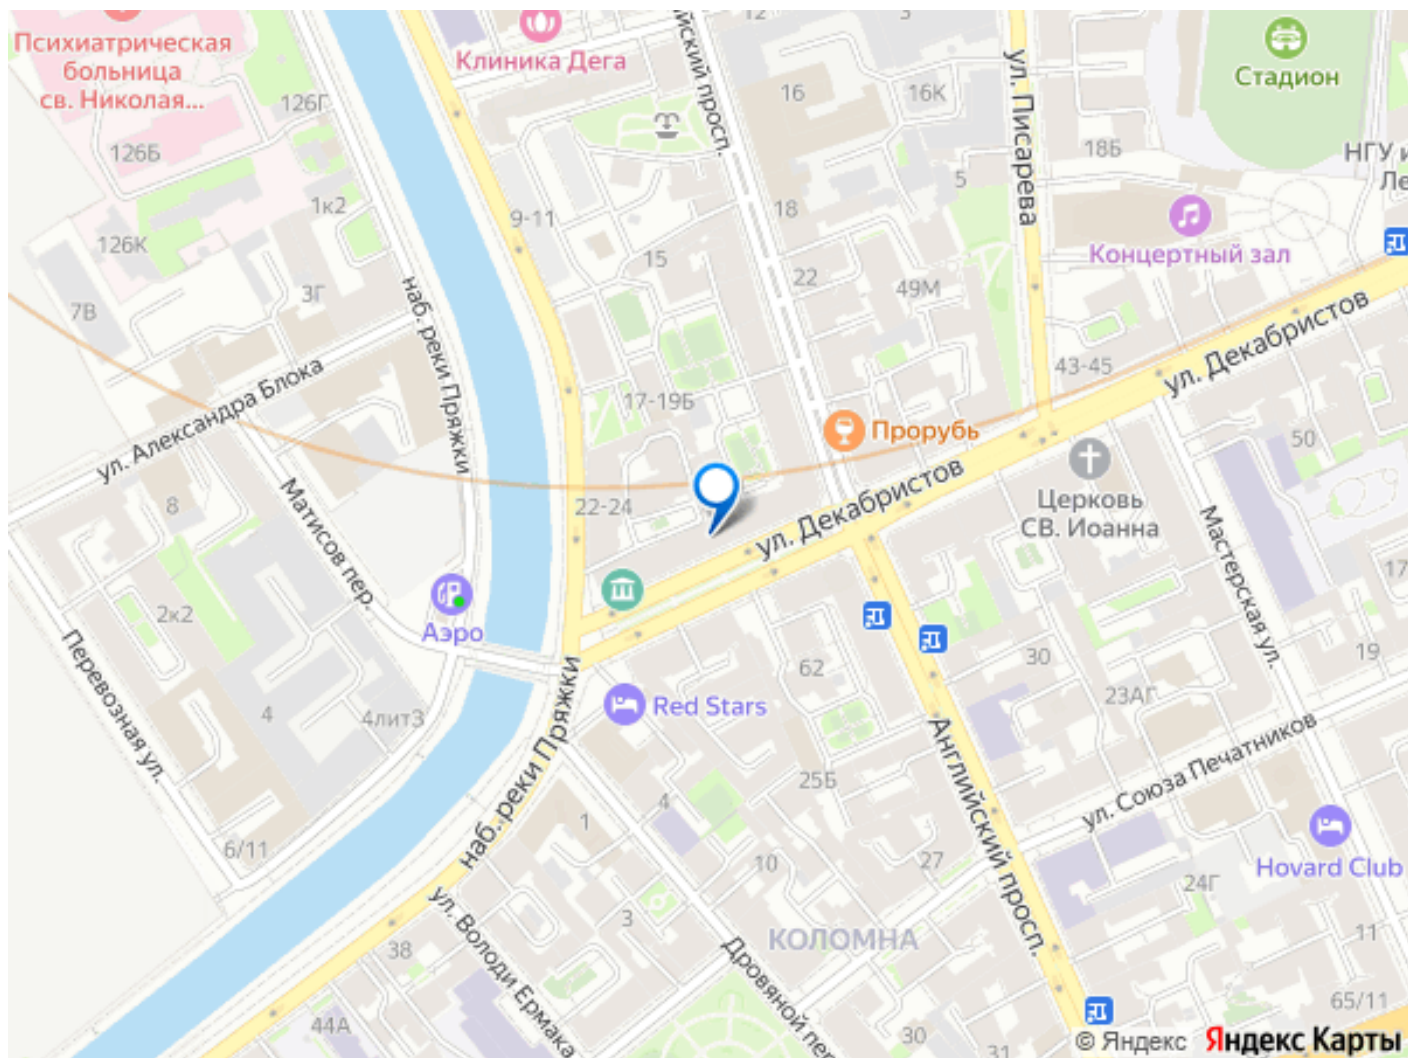 Психиатрическая
больница
св. Николая...
Клиника Дега
12
3
йский просп.
ул. Писарева
Стадион
126Г
16
16К
126Б
18Б
НГУ и
Ле
5
1к2
9-11
18
126К
Концертный зал
15
3Г
22
49М
7В
наб. реки Пряжки
ул. Декабристов
43-45
ул. Александра Блока
17-19Б
Прорубь
50
8
Матисов пер.
22-24
ул. Декабристов
Церковь
СВ. Иоанна
Мастерская ул.
17
2к2
Аэро
Перевозная ул.
62
30
19
23АГ
4
4лит3
Red Stars
наб. реки Пряжки
Английский просп.
ул. Союза Печатников
25Б
4
1
6/11
10
27
Hovard Club
24Г
ул. Володи Ермака
3
КОЛОМНА
38
11
Дровяной пер
65/11
44А
30
31
© Яндекс Яндекс Карты